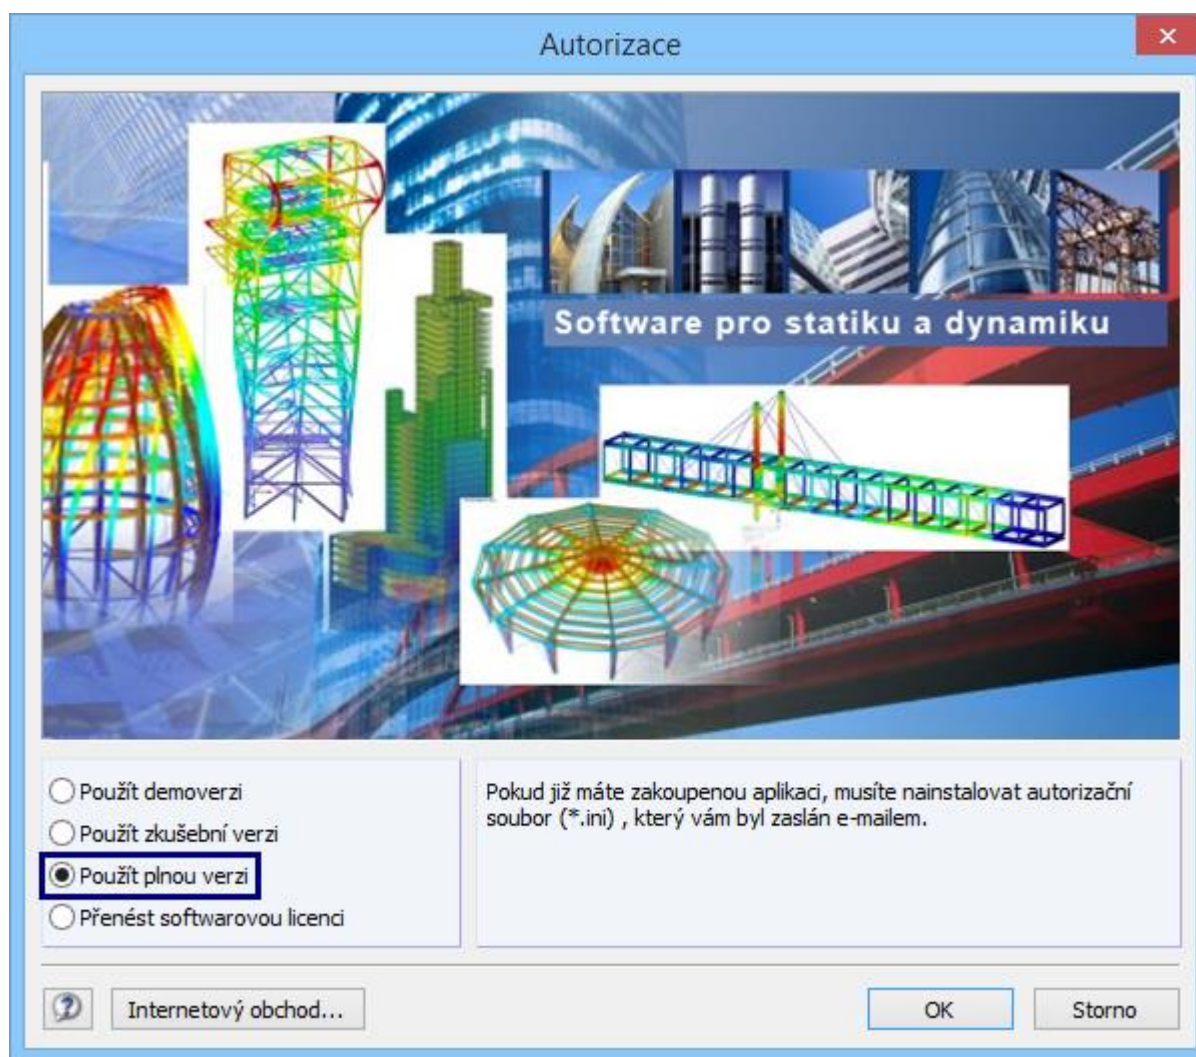 Autorizace
Software pro statiku a dynamiku
Použít demoverzi
Použít zkušební verzi
Použít plnou verzi
Přenést softwarovou licenci
Pokud již máte zakoupenou aplikaci, musíte nainstalovat autorizační
soubor (*.ini) , který vám byl zaslán e-mailem.
Internetový obchod...
OK
Storno